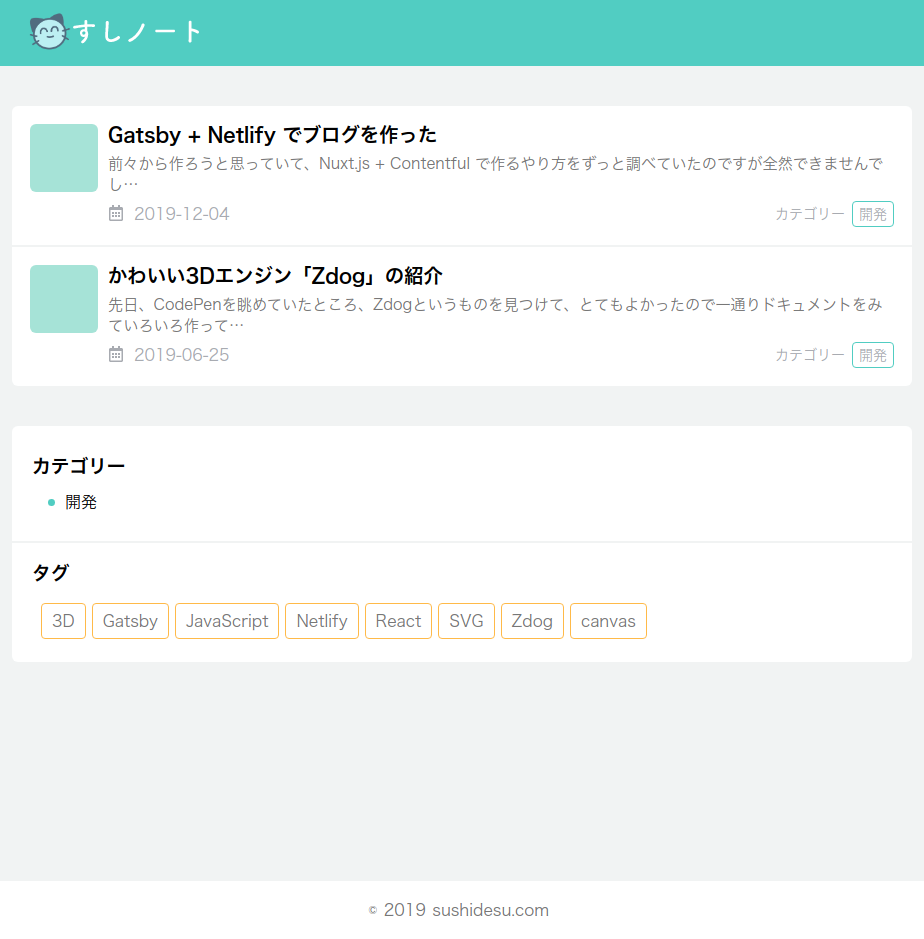 すしノート
Gatsby + Netlify でブログを作った
前々から作ろうと思っていて、Nuxt.js + Contentful で作るやり方をずっと調べていたのですが全然できませんで
し…
2019-12-04 カテゴリー 開発
かわいい3Dエンジン「Zdog」の紹介
先日、CodePenを眺めていたところ、Zdogというものを見つけて、とてもよかったので一通りドキュメントをみ
ていろいろ作って…
2019-06-25 カテゴリー 開発
カテゴリー
開発
タグ
3D Gatsby JavaScript Netlify React SVG Zdog canvas
© 2019 sushidesu.com